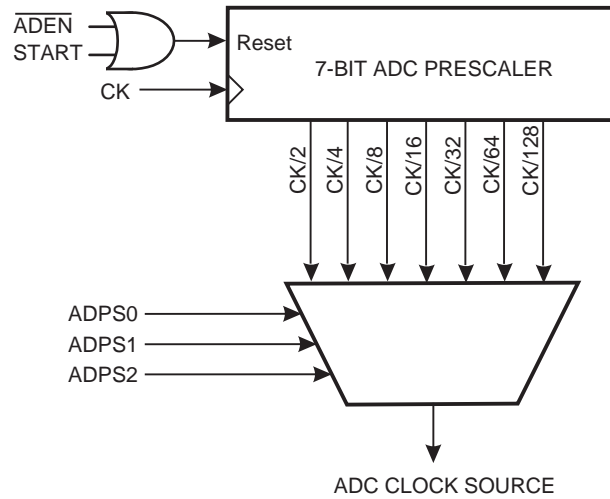 ADEN
START
Reset
CK
7-BIT ADC PRESCALER
CK/2
CK/4
CK/8
CK/16
CK/32
CK/64
CK/128
ADPS0
ADPS1
ADPS2
ADC CLOCK SOURCE